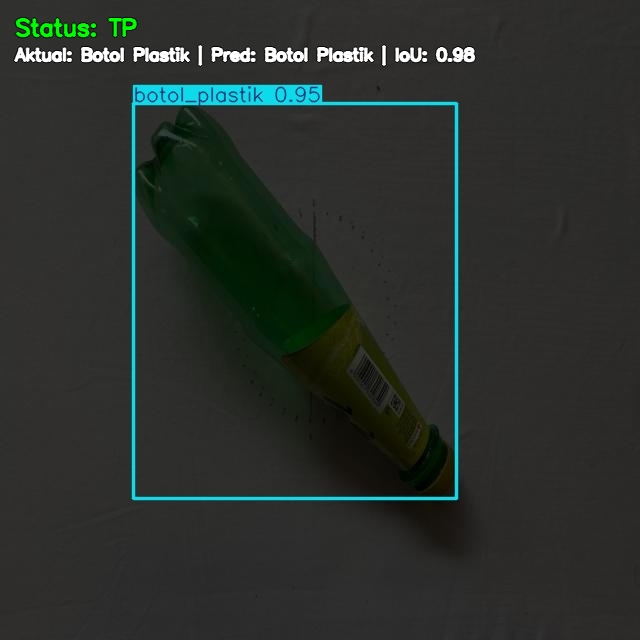 Status: TP
Aktual: Botol Plastik | Pred: Botol Plastik | IoU: 0.98
botol_plastik 0.95